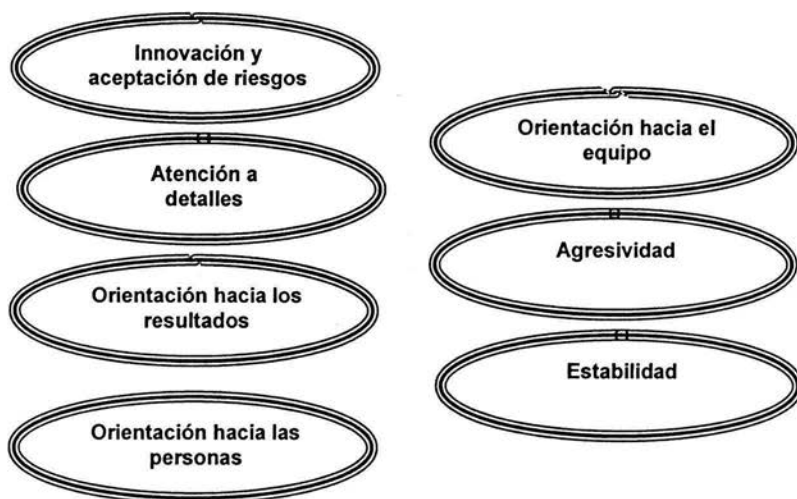 Innovación y
aceptación de riesgos
Atención a
detalles
Orientación hacia los
resultados
Orientación hacia las
personas
Orientación hacia el
equipo
Agresividad
Estabilidad